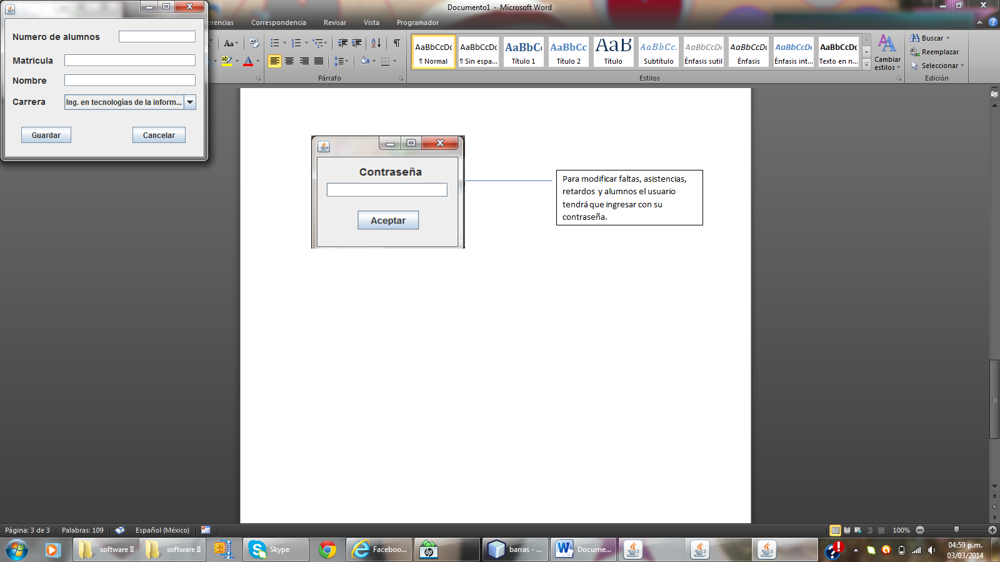 Documento1 - Microsoft Word
erencias Correspondencia Revisar Vista Programador
Numero de alumnos
Matricula
Nombre
Carrera Ing. en tecnologías de la inform...
Guardar Cancelar
Aa
AaBbCcDc AaBbCcDc AaBbC AaBbCc AaB AaBbCc. AaBbCcDc AaBbCcDc AaBbCcDc AaBbCcDc
¶ Normal ¶ Sin espa... Título 1 Título 2 Título Subtítulo Énfasis sutil Énfasis Énfasis int... Texto en n...
Cambiar
estilos
Buscar
Reemplazar
Seleccionar
Párrafo Estilos Edición
Contraseña
Aceptar
Para modificar faltas, asistencias,
retardos y alumnos el usuario
tendrá que ingresar con su
contraseña.
Página: 3 de 3 Palabras: 109 Español (México) 100%
software II software II Skype Faceboo... hp barras - ... Docume...
04:59 p.m.
03/03/2014